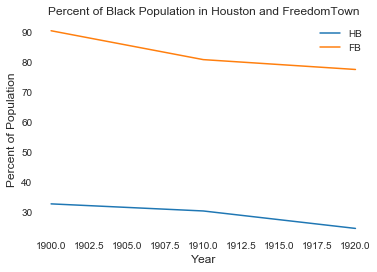 Percent of Black Population in Houston and FreedomTown
HB
FB
Percent of Population
90
80
70
60
50
40
30
1900.0 1902.5 1905.0 1907.5 1910.0 1912.5 1915.0 1917.5 1920.0
Year